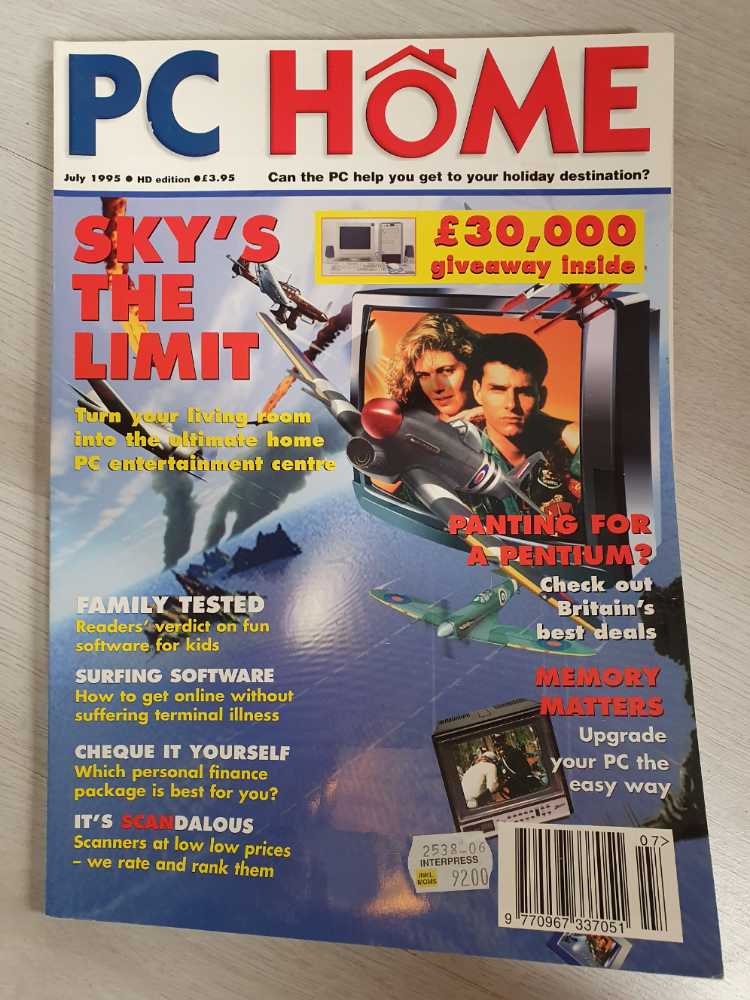 PC HOME
July 1995 ● HD edition ● £3.95
Can the PC help you get to your holiday destination?
SKY'S
THE
LIMIT
£30,000
giveaway inside
Turn your living room
into the ultimate home
PC entertainment centre
PANTING FOR
A PENTIUM?
Check out
Britain's
best deals
FAMILY TESTED
Readers' verdict on fun
software for kids
SURFING SOFTWARE
How to get online without
suffering terminal illness
MEMORY
MATTERS
Upgrade
your PC the
easy way
CHEQUE IT YOURSELF
Which personal finance
package is best for you?
IT'S SCANDALOUS
Scanners at low low prices
– we rate and rank them
2538-06
INTERPRESS
INKL.
MOMS
9200
07>
9 770967 337051